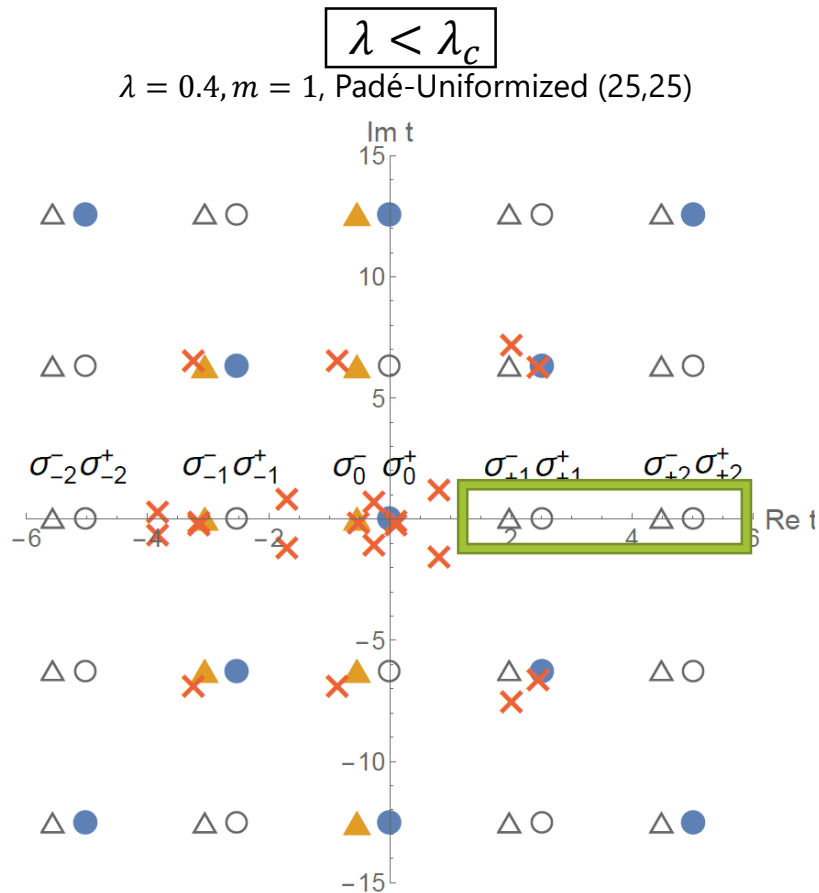 λ < λ_c
λ = 0.4, m = 1, Padé-Uniformized (25,25)
Im t
15
10
5
σ⁻₋₂ σ⁺₋₂ σ⁻₋₁ σ⁺₋₁ σ⁻₀ σ⁺₀ σ⁻₊₁ σ⁺₊₁ σ⁻₊₂ σ⁺₊₂
−6 −4 −2 2 4 6 Re t
−5
−10
−15